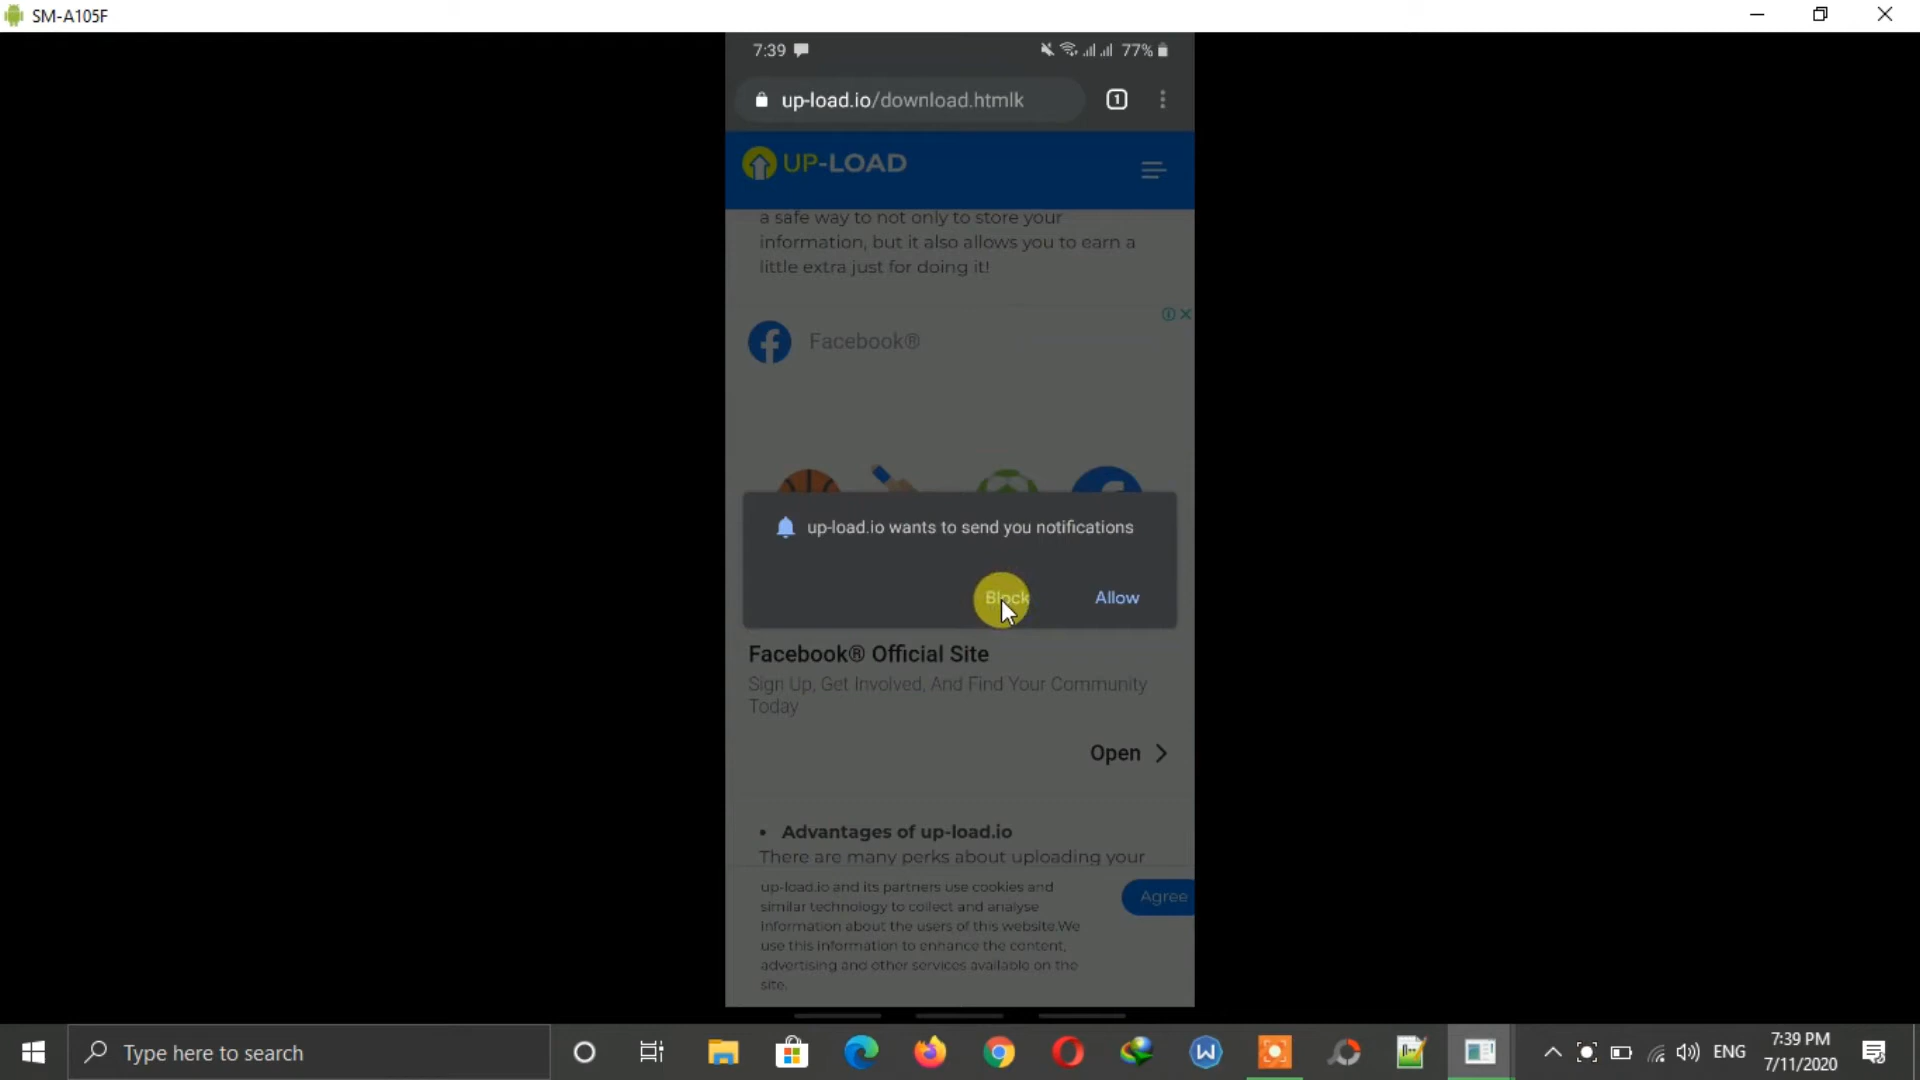 SM-A105F
7:39
77%
up-load.io/download.htmlk
1
UP-LOAD
a safe way to not only to store your
information, but it also allows you to earn a
little extra just for doing it!
Facebook®
up-load.io wants to send you notifications
Block
Allow
Facebook® Official Site
Sign Up, Get Involved, And Find Your Community
Today
Open
• Advantages of up-load.io
There are many perks about uploading your
up-load.io and its partners use cookies and
similar technology to collect and analyse
information about the users of this website.We
use this information to enhance the content,
advertising and other services available on the
site.
Agree
Type here to search
ENG
7:39 PM
7/11/2020